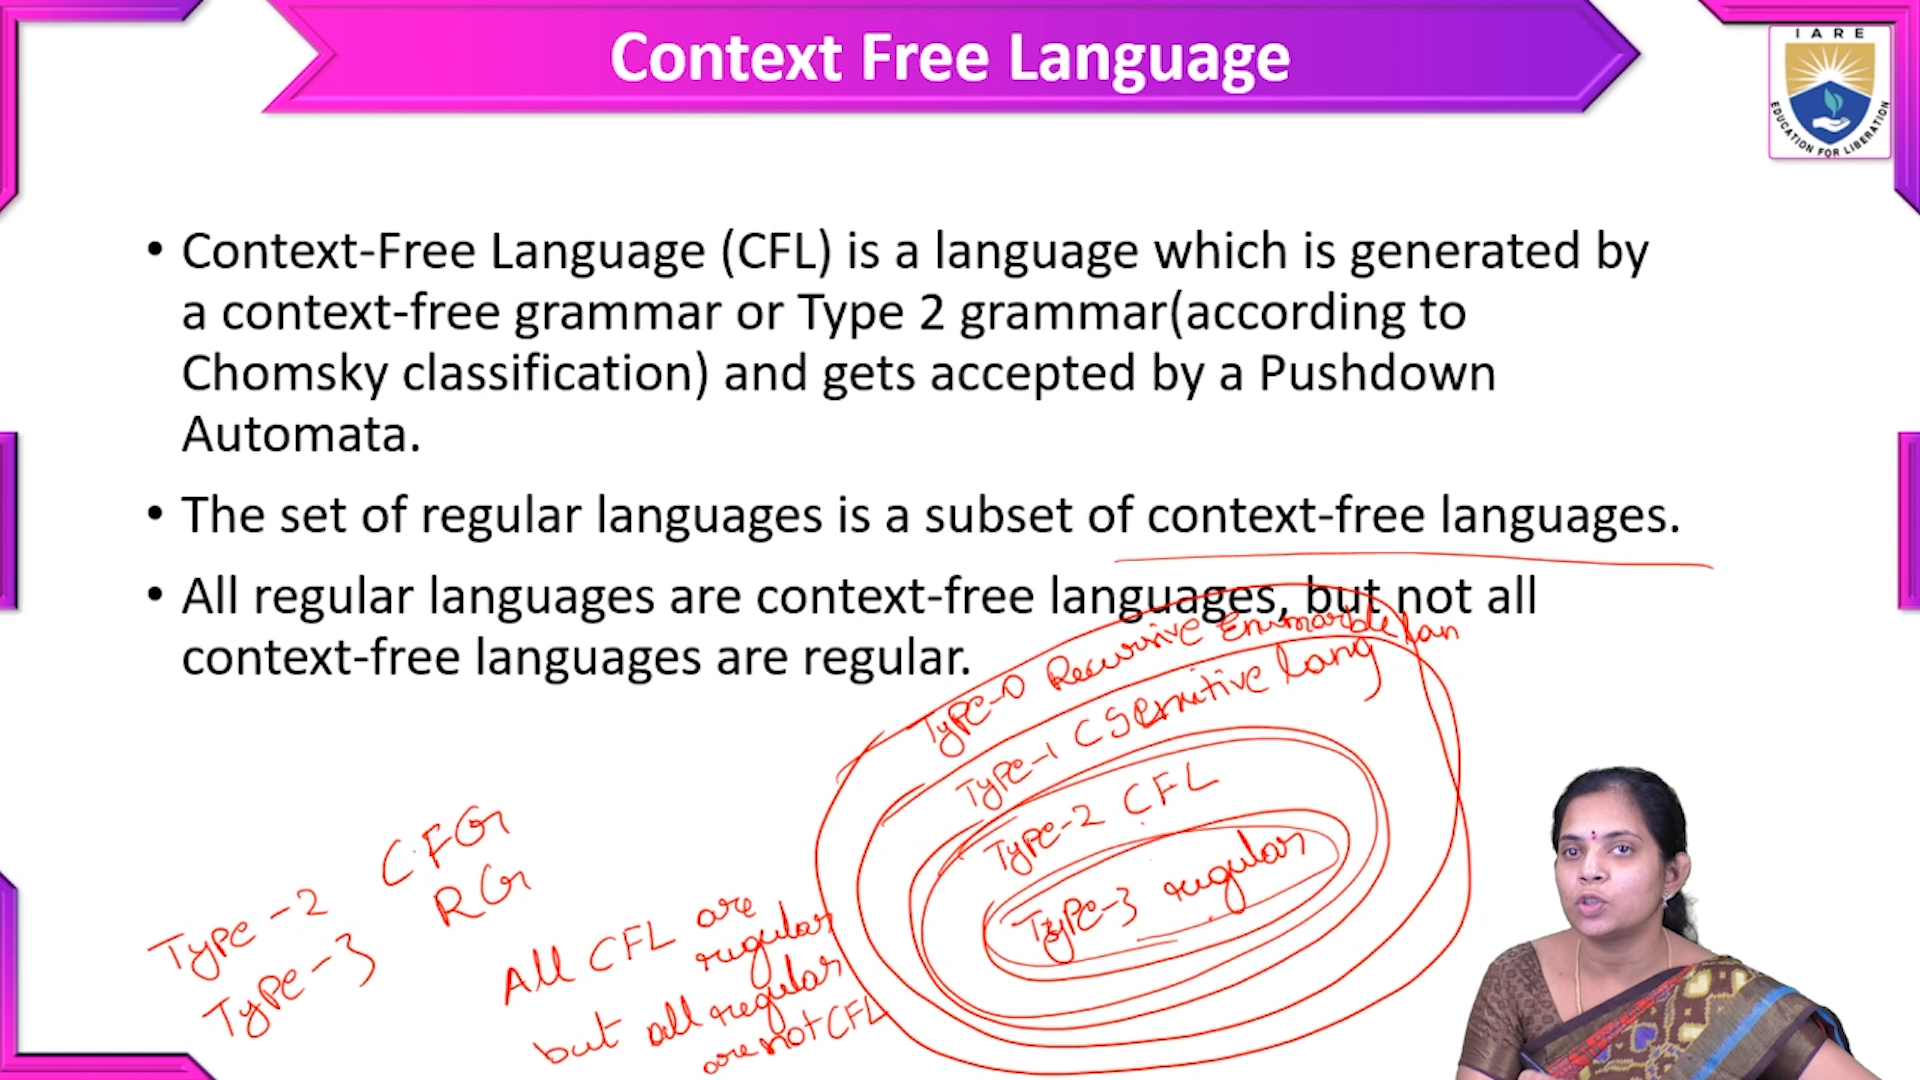 Context Free Language
IARE
EDUCATION FOR LIBERATION
• Context-Free Language (CFL) is a language which is generated by
a context-free grammar or Type 2 grammar(according to
Chomsky classification) and gets accepted by a Pushdown
Automata.
• The set of regular languages is a subset of context-free languages.
• All regular languages are context-free languages, but not all
context-free languages are regular.
Type-0 Recursive Enumarble lan
Type-1 C Sensitive lang
Type-2 CFL
Type-3 regular
Type-2 CFG
Type-3 RG
All CFL are
regular
but all regular
are not CFL